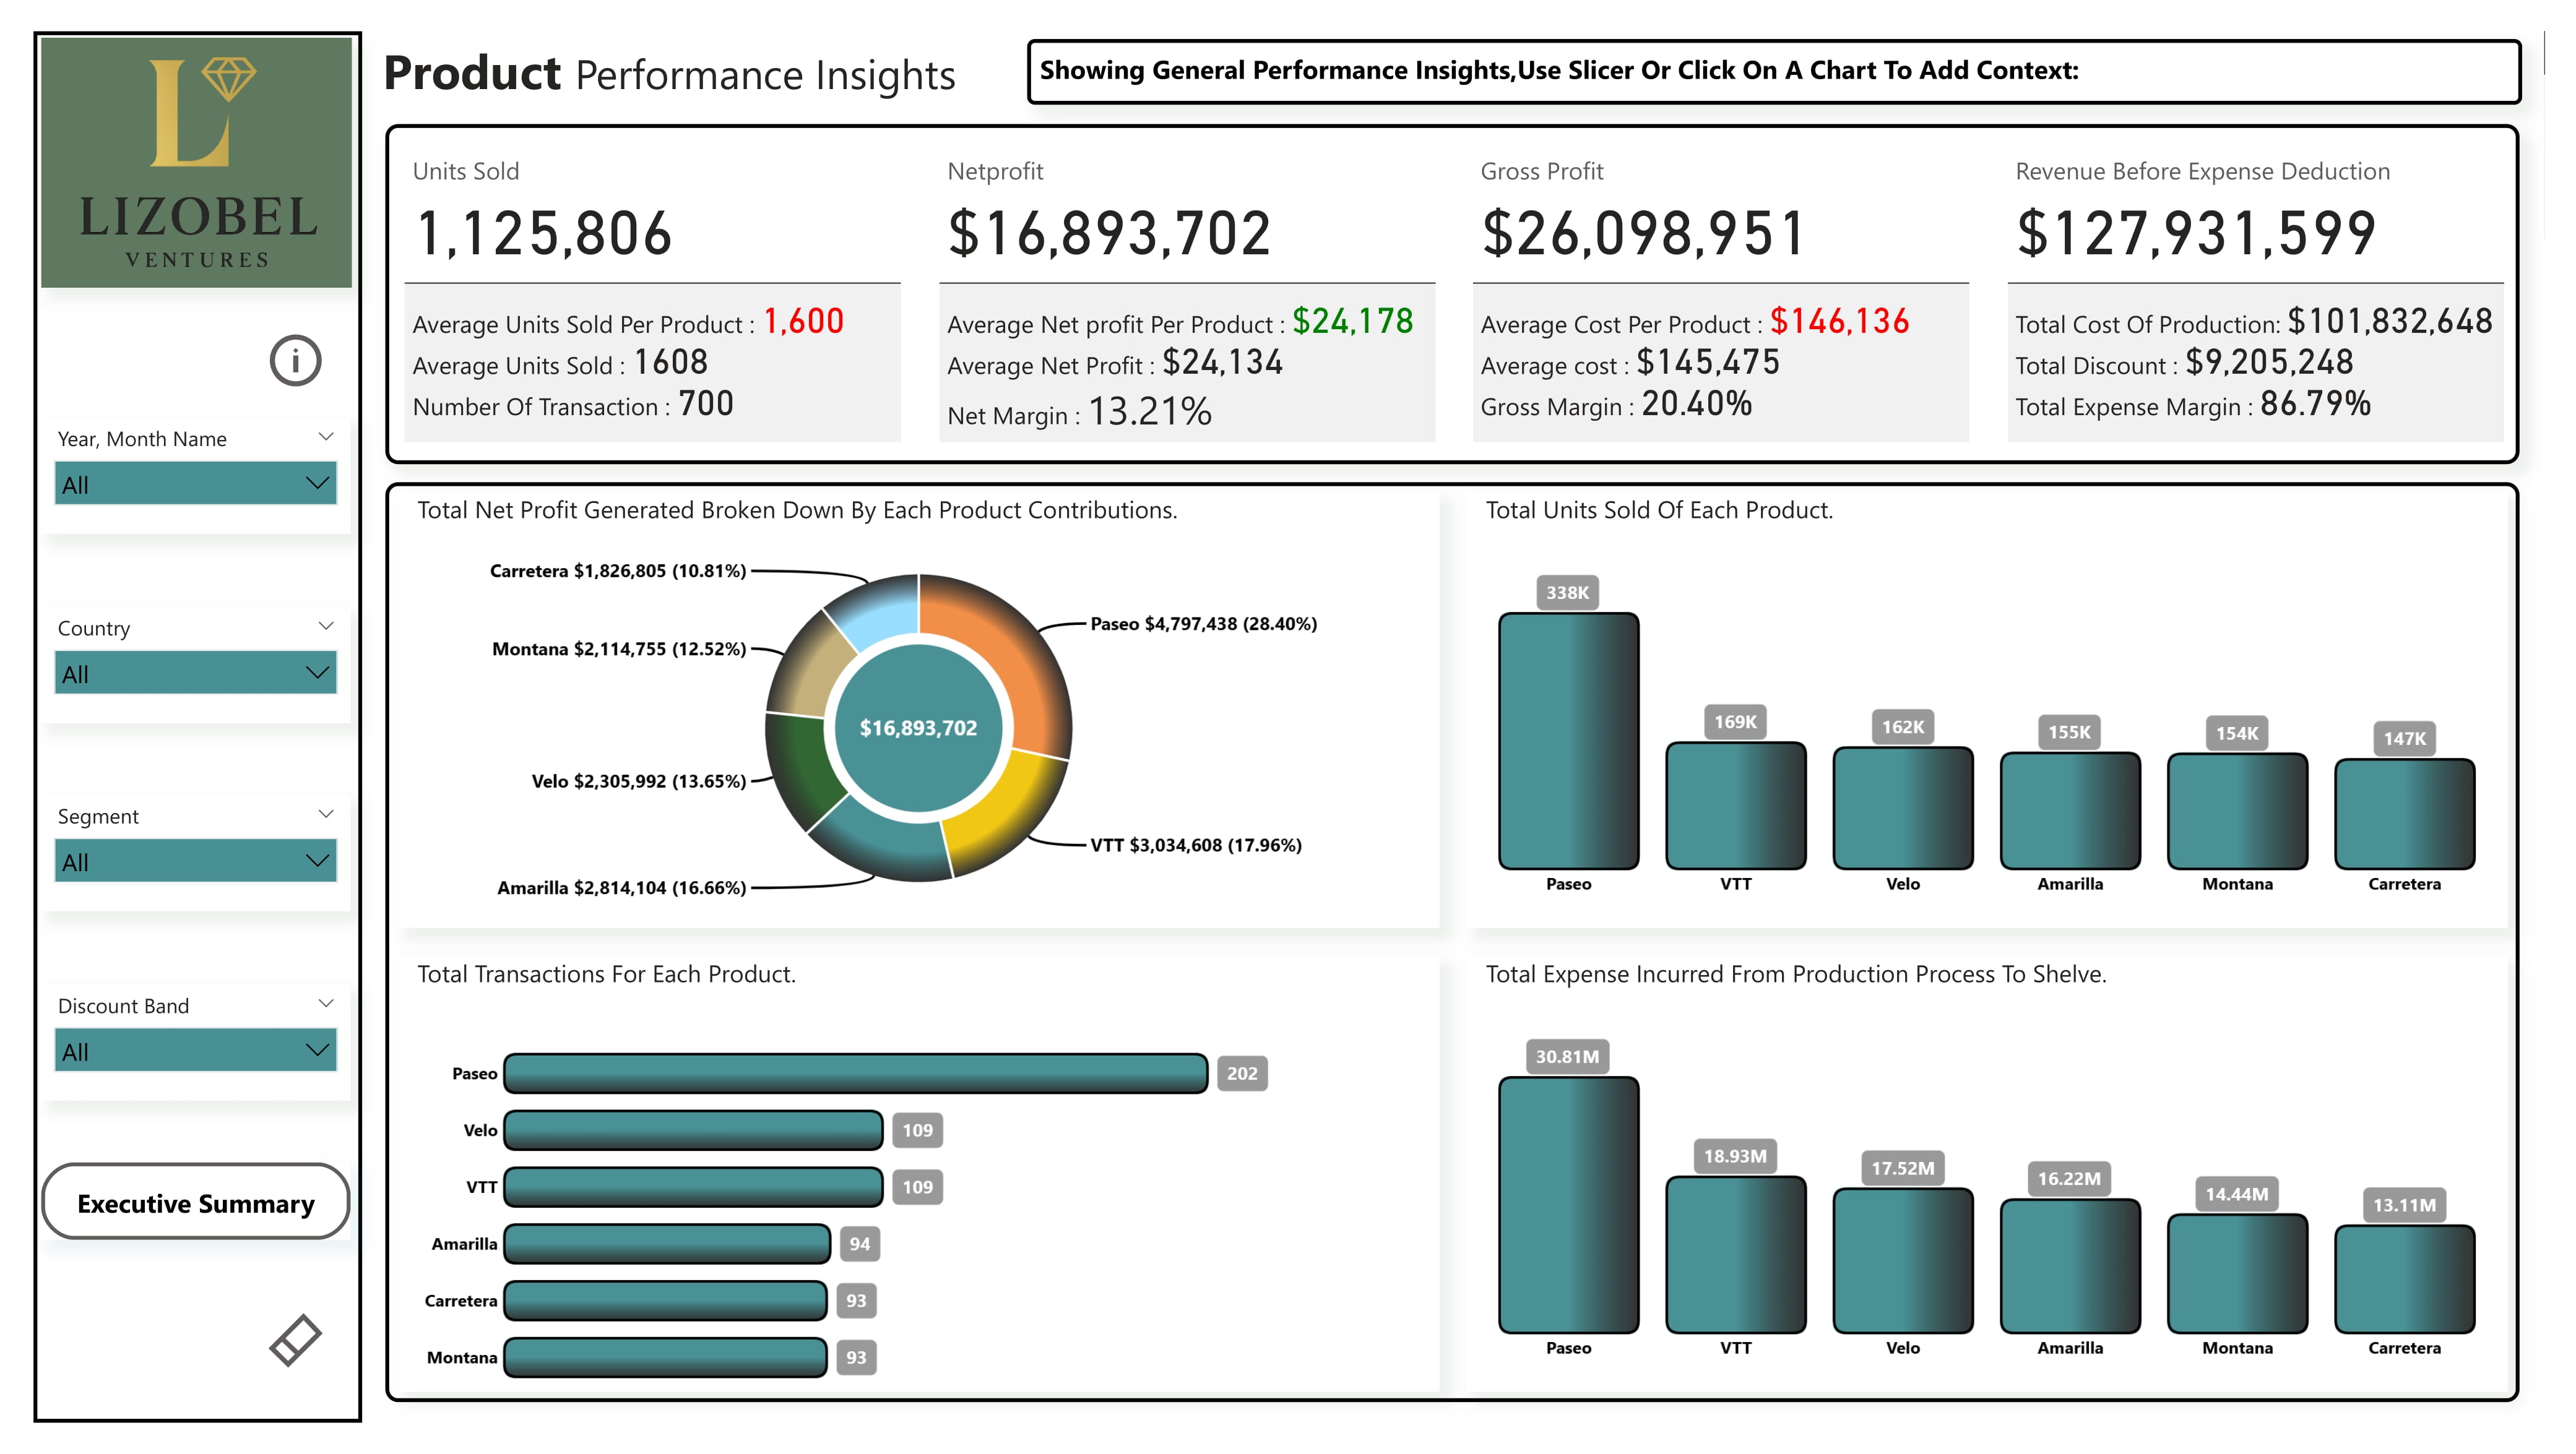 L
LIZOBEL
VENTURES
Year, Month Name
All
Country
All
Segment
All
Discount Band
All
Executive Summary
Product Performance Insights
Showing General Performance Insights,Use Slicer Or Click On A Chart To Add Context:
Units Sold
1,125,806
Average Units Sold Per Product : 1,600
Average Units Sold : 1608
Number Of Transaction : 700
Netprofit
$16,893,702
Average Net profit Per Product : $24,178
Average Net Profit : $24,134
Net Margin : 13.21%
Gross Profit
$26,098,951
Average Cost Per Product : $146,136
Average cost : $145,475
Gross Margin : 20.40%
Revenue Before Expense Deduction
$127,931,599
Total Cost Of Production: $101,832,648
Total Discount : $9,205,248
Total Expense Margin : 86.79%
Total Net Profit Generated Broken Down By Each Product Contributions.
Carretera $1,826,805 (10.81%)
Paseo $4,797,438 (28.40%)
Montana $2,114,755 (12.52%)
$16,893,702
Velo $2,305,992 (13.65%)
VTT $3,034,608 (17.96%)
Amarilla $2,814,104 (16.66%)
Total Units Sold Of Each Product.
338K
169K
162K
155K
154K
147K
Paseo
VTT
Velo
Amarilla
Montana
Carretera
Total Transactions For Each Product.
Paseo 202
Velo 109
VTT 109
Amarilla 94
Carretera 93
Montana 93
Total Expense Incurred From Production Process To Shelve.
30.81M
18.93M
17.52M
16.22M
14.44M
13.11M
Paseo
VTT
Velo
Amarilla
Montana
Carretera